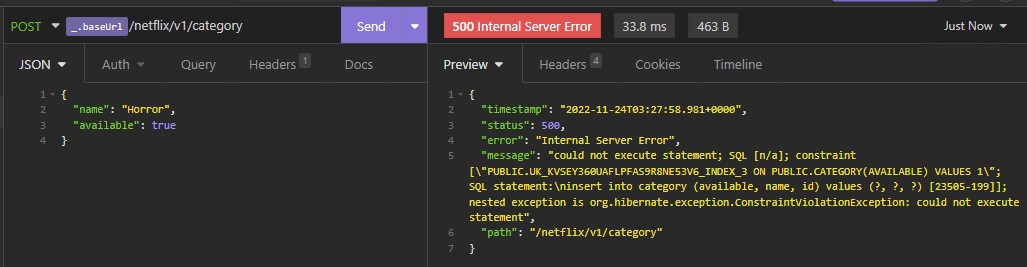 POST _.baseUrl /netflix/v1/category Send 500 Internal Server Error 33.8 ms 463 B Just Now
JSON Auth Query Headers 1 Docs Preview Headers 4 Cookies Timeline
1 {
2 "name": "Horror",
3 "available": true
4 }
1 {
2 "timestamp": "2022-11-24T03:27:58.981+0000",
3 "status": 500,
4 "error": "Internal Server Error",
5 "message": "could not execute statement; SQL [n/a]; constraint
[\"PUBLIC.UK_KVSEY360UAFLPFAS9R8NE53V6_INDEX_3 ON PUBLIC.CATEGORY(AVAILABLE) VALUES 1\";
SQL statement:\ninsert into category (available, name, id) values (?, ?, ?) [23505-199]];
nested exception is org.hibernate.exception.ConstraintViolationException: could not execute
statement",
6 "path": "/netflix/v1/category"
7 }